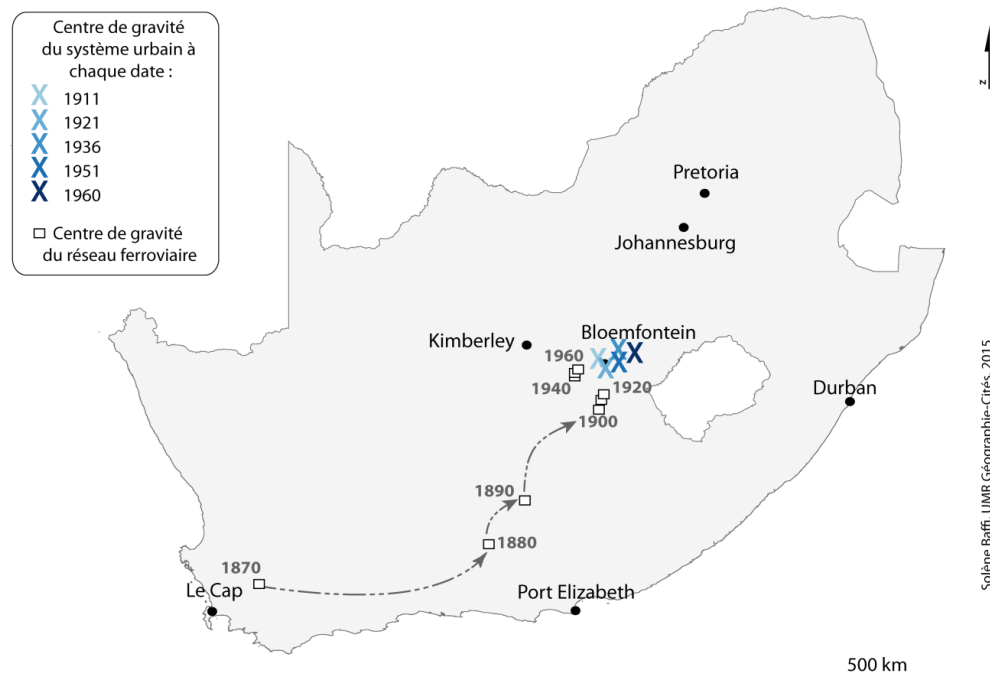 Centre de gravité
du système urbain à
chaque date :
X 1911
X 1921
X 1936
X 1951
X 1960
Centre de gravité
du réseau ferroviaire
z
Pretoria
Johannesburg
Kimberley
Bloemfontein
1960
1940
1920
1900
Durban
1890
1880
1870
Le Cap
Port Elizabeth
500 km
Solène Baffi, UMR Géographie-Cités, 2015